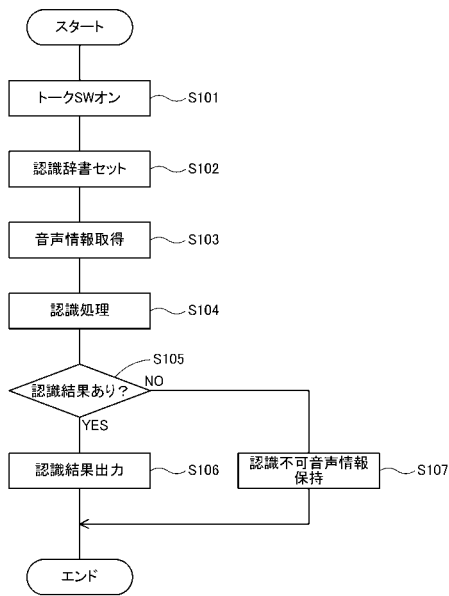 スタート
トークSWオン
S101
認識辞書セット
S102
音声情報取得
S103
認識処理
S104
S105
認識結果あり?
NO
YES
認識結果出力
S106
認識不可音声情報
保持
S107
エンド